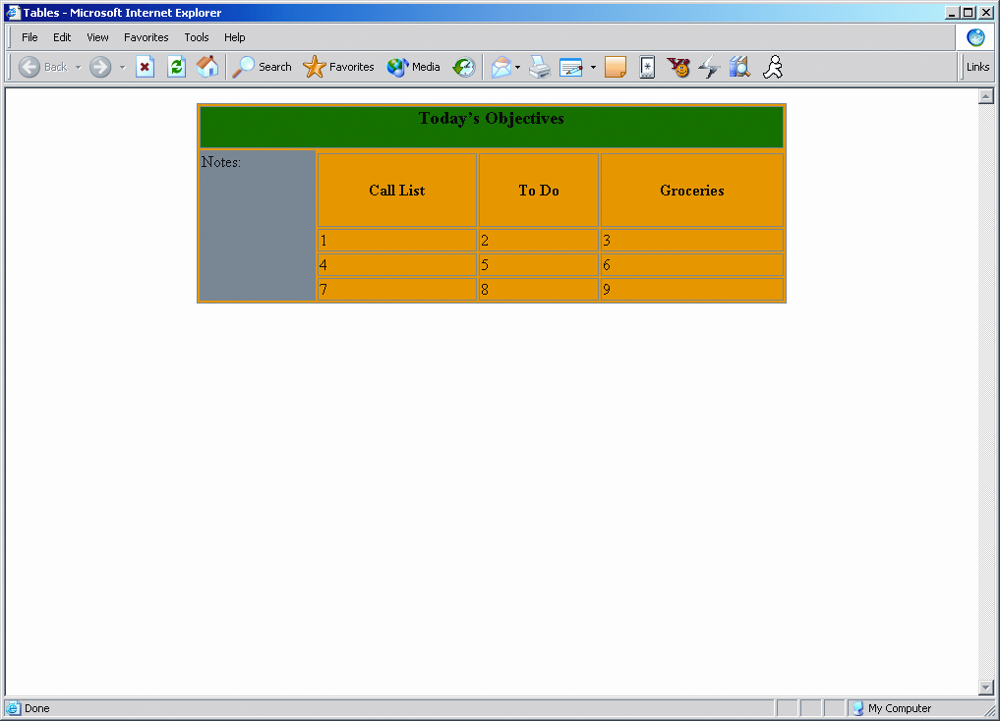 Tables - Microsoft Internet Explorer
File Edit View Favorites Tools Help
Back Search Favorites Media Links
Today's Objectives
Notes:
Call List To Do Groceries
1 2 3
4 5 6
7 8 9
Done My Computer